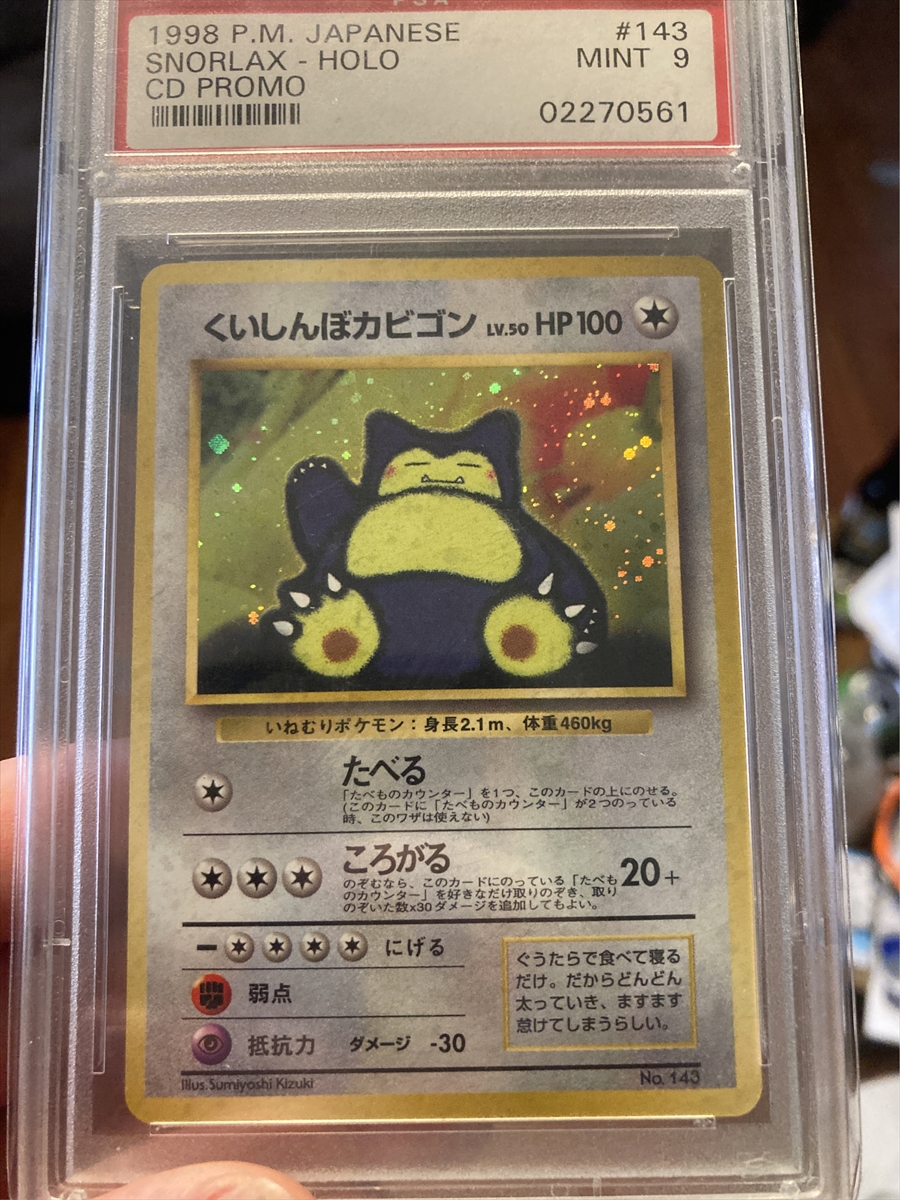 PSA
1998 P.M. JAPANESE #143
SNORLAX - HOLO MINT 9
CD PROMO
02270561
くいしんぼカビゴン LV.50 HP100
いねむりポケモン：身長2.1m、体重460kg
たべる
「たべものカウンター」を1つ、このカードの上にのせる。
(このカードに「たべものカウンター」が2つのっている
時、このワザは使えない)
ころがる 20+
のぞむなら、このカードにのっている「たべも
のカウンター」を好きなだけ取りのぞき、取り
のぞいた数×30ダメージを追加してもよい。
ー にげる
弱点
抵抗力 ダメージ -30
ぐうたらで食べて寝る
だけ。だからどんどん
太っていき、ますます
怠けてしまうらしい。
Illus. Sumiyoshi Kizuki No. 143